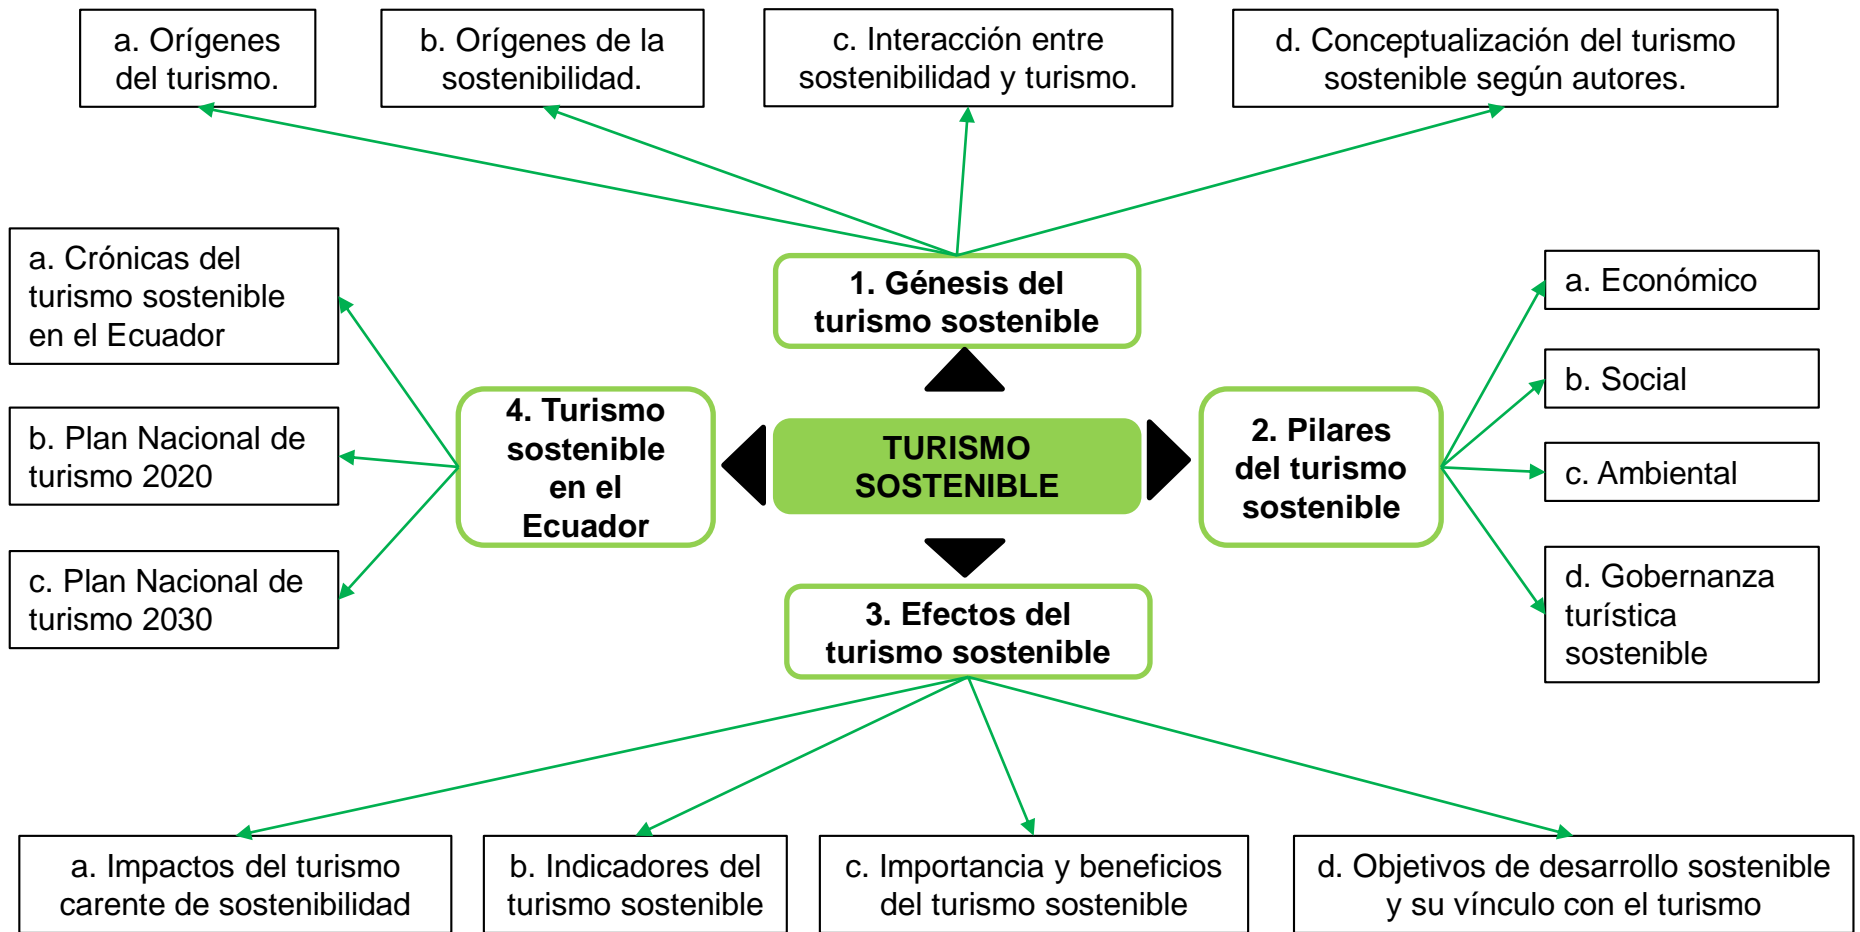 a. Orígenes
del turismo.
b. Orígenes de la
sostenibilidad.
c. Interacción entre
sostenibilidad y turismo.
d. Conceptualización del turismo
sostenible según autores.
1. Génesis del
turismo sostenible
a. Crónicas del
turismo sostenible
en el Ecuador
b. Plan Nacional de
turismo 2020
c. Plan Nacional de
turismo 2030
4. Turismo
sostenible
en el
Ecuador
TURISMO
SOSTENIBLE
2. Pilares
del turismo
sostenible
a. Económico
b. Social
c. Ambiental
d. Gobernanza
turística
sostenible
3. Efectos del
turismo sostenible
a. Impactos del turismo
carente de sostenibilidad
b. Indicadores del
turismo sostenible
c. Importancia y beneficios
del turismo sostenible
d. Objetivos de desarrollo sostenible
y su vínculo con el turismo